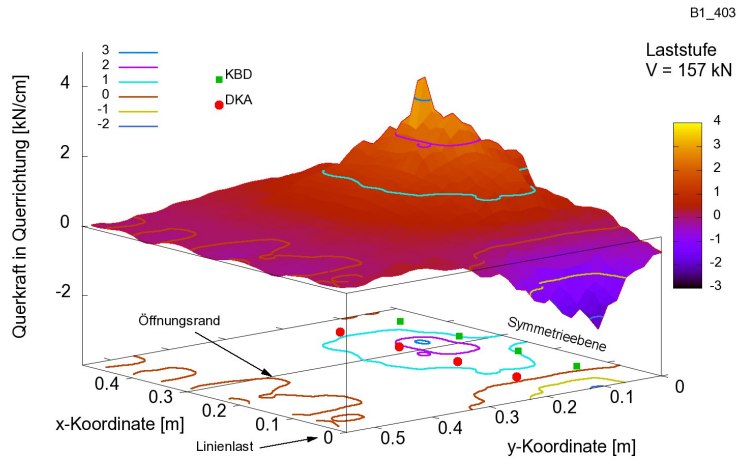 B1_403
Laststufe
V = 157 kN
3
2
1
0
-1
-2
KBD
DKA
Querkraft in Querrichtung [kN/cm]
4
2
0
-2
4
3
2
1
0
-1
-2
-3
Öffnungsrand
Symmetrieebene
Linienlast
0.4
0.3
0.2
0.1
0
x-Koordinate [m]
0.5
0.4
0.3
0.2
0.1
0
y-Koordinate [m]